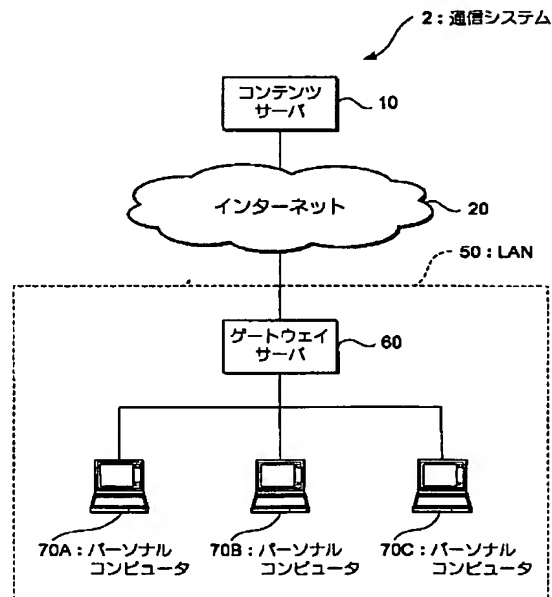 2：通信システム
コンテンツ
サーバ
10
インターネット
20
50：LAN
ゲートウェイ
サーバ
60
70A：パーソナル
コンピュータ
70B：パーソナル
コンピュータ
70C：パーソナル
コンピュータ